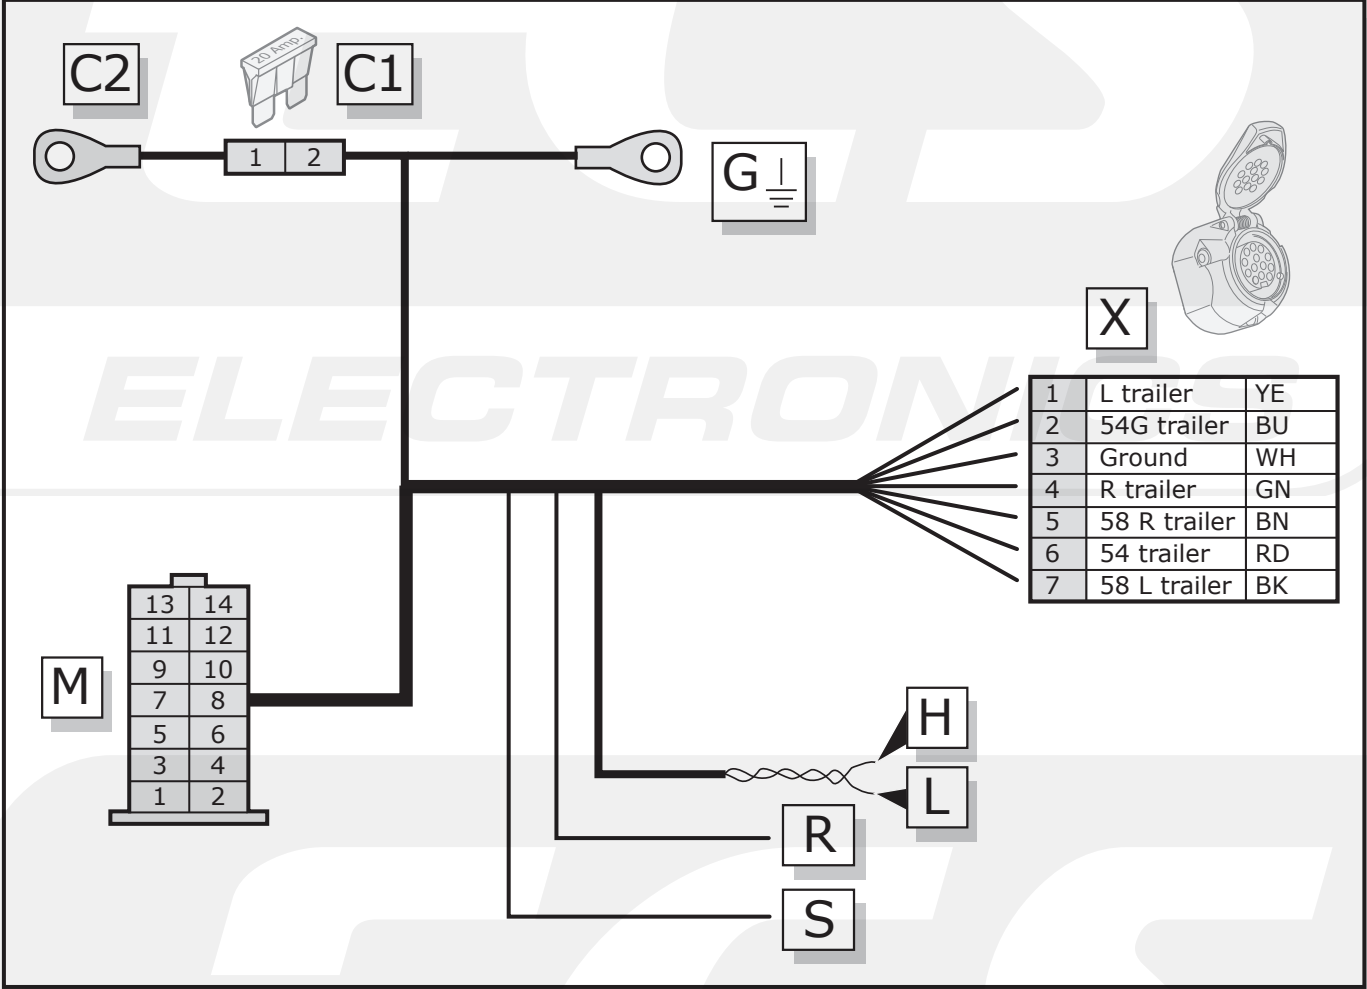 C2
20 Amp.
C1
1 2
G
X
ELECTRONICS
1 L trailer YE
2 54G trailer BU
3 Ground WH
4 R trailer GN
5 58 R trailer BN
6 54 trailer RD
7 58 L trailer BK
M
13 14
11 12
9 10
7 8
5 6
3 4
1 2
H
L
R
S